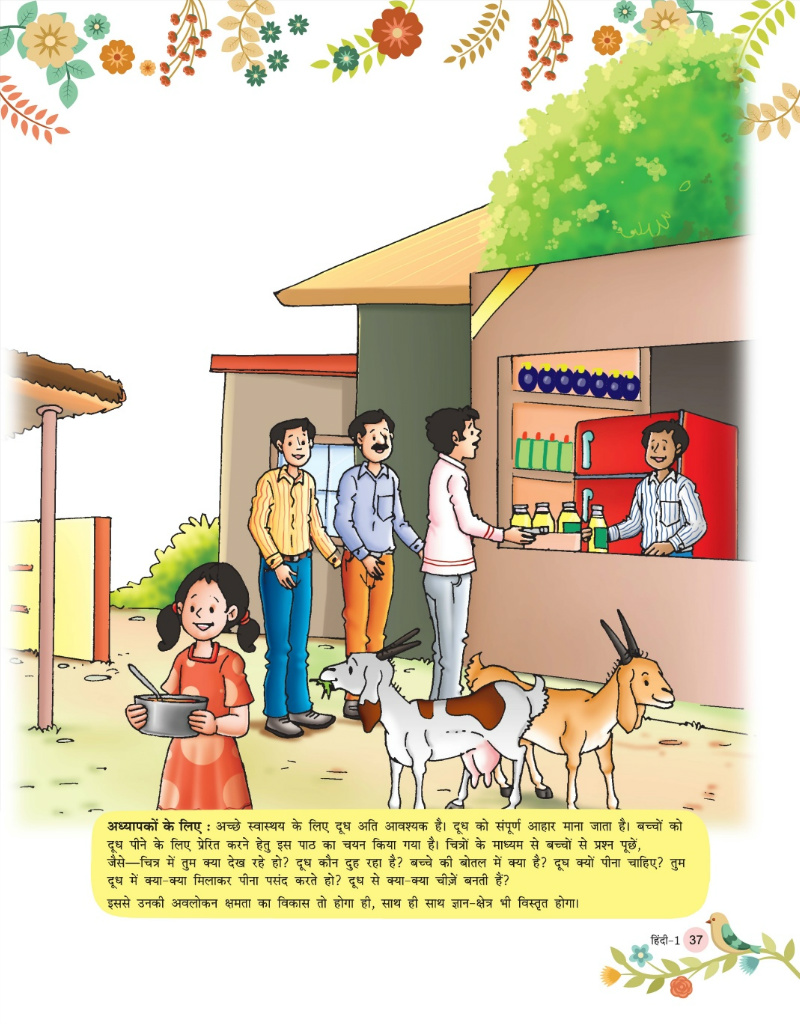 अध्यापकों के लिए : अच्छे स्वास्थय के लिए दूध अति आवश्यक है। दूध को संपूर्ण आहार माना जाता है। बच्चों को
दूध पीने के लिए प्रेरित करने हेतु इस पाठ का चयन किया गया है। चित्रों के माध्यम से बच्चों से प्रश्न पूछें,
जैसे—चित्र में तुम क्या देख रहे हो? दूध कौन दुह रहा है? बच्चे की बोतल में क्या है? दूध क्यों पीना चाहिए? तुम
दूध में क्या-क्या मिलाकर पीना पसंद करते हो? दूध से क्या-क्या चीज़ें बनती हैं?
इससे उनकी अवलोकन क्षमता का विकास तो होगा ही, साथ ही साथ ज्ञान-क्षेत्र भी विस्तृत होगा।
हिंदी-1 37